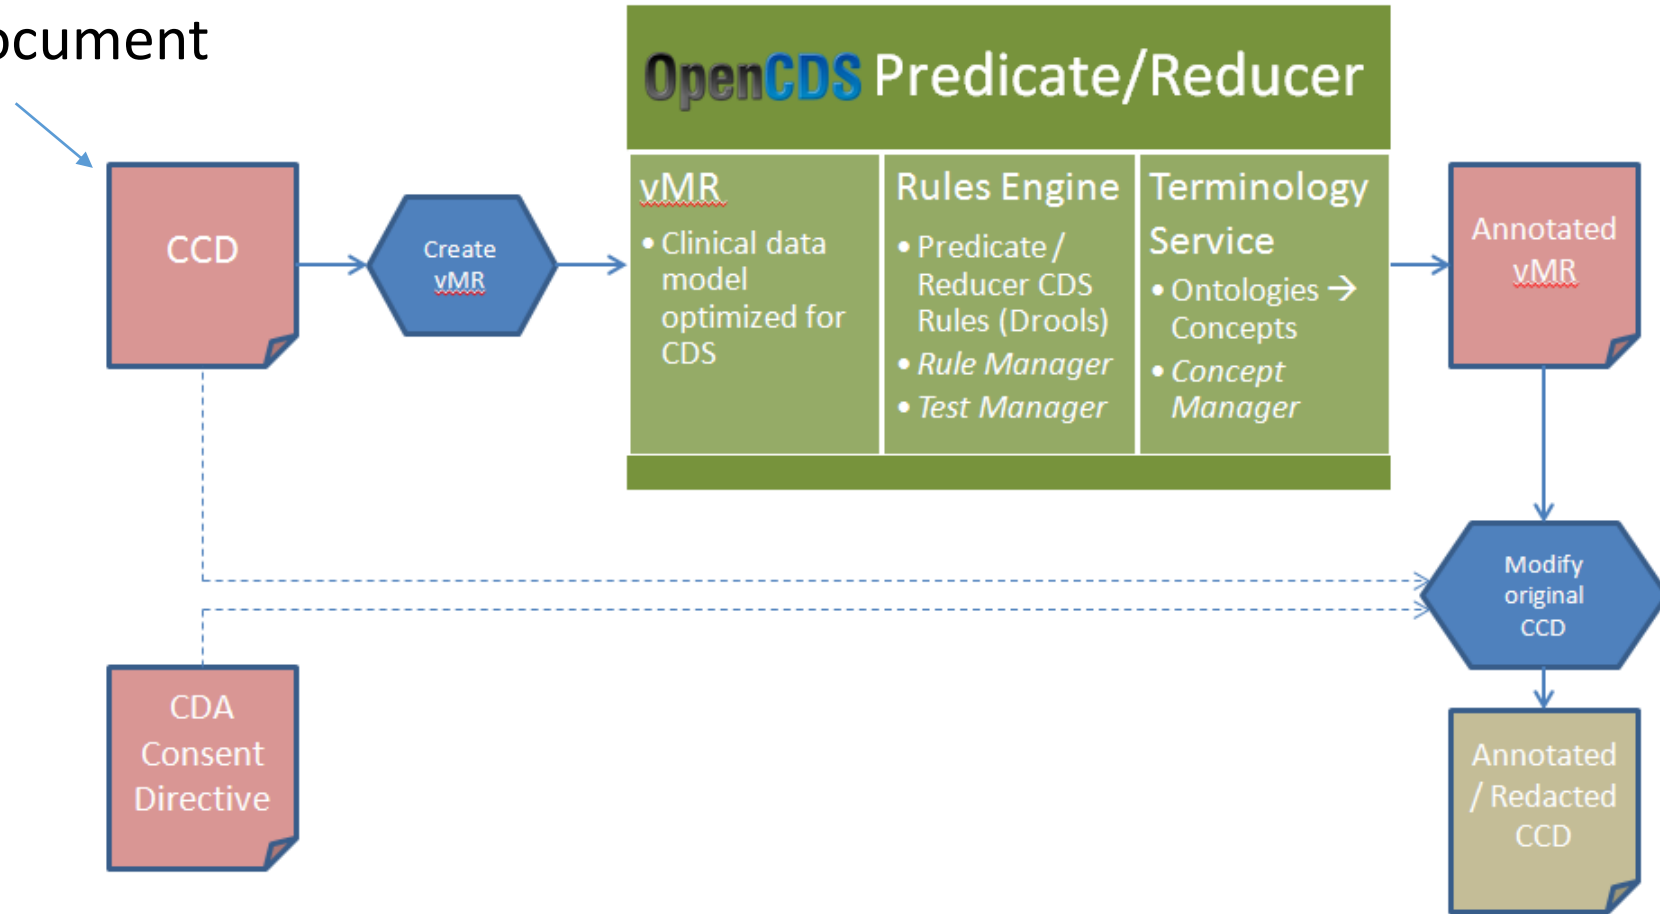 ocument
OpenCDS Predicate/Reducer
CCD
Create
vMR
vMR
• Clinical data
model
optimized for
CDS
Rules Engine
• Predicate /
Reducer CDS
Rules (Drools)
• Rule Manager
• Test Manager
Terminology
Service
• Ontologies →
Concepts
• Concept
Manager
Annotated
vMR
Modify
original
CCD
CDA
Consent
Directive
Annotated
/ Redacted
CCD